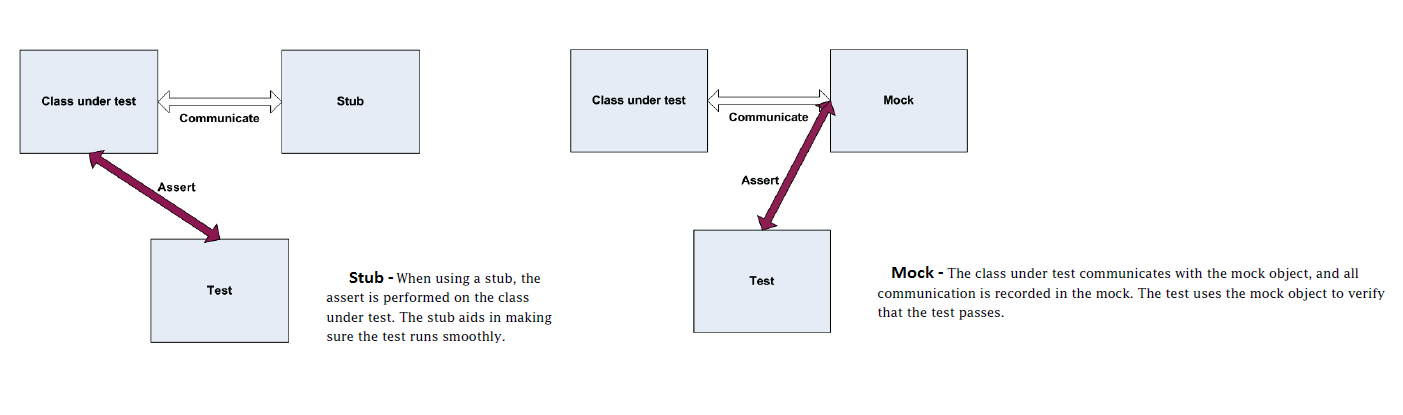 Class under test
Stub
Communicate
Assert
Test
Stub - When using a stub, the
assert is performed on the class
under test. The stub aids in making
sure the test runs smoothly.
Class under test
Mock
Communicate
Assert
Test
Mock - The class under test communicates with the mock object, and all
communication is recorded in the mock. The test uses the mock object to verify
that the test passes.